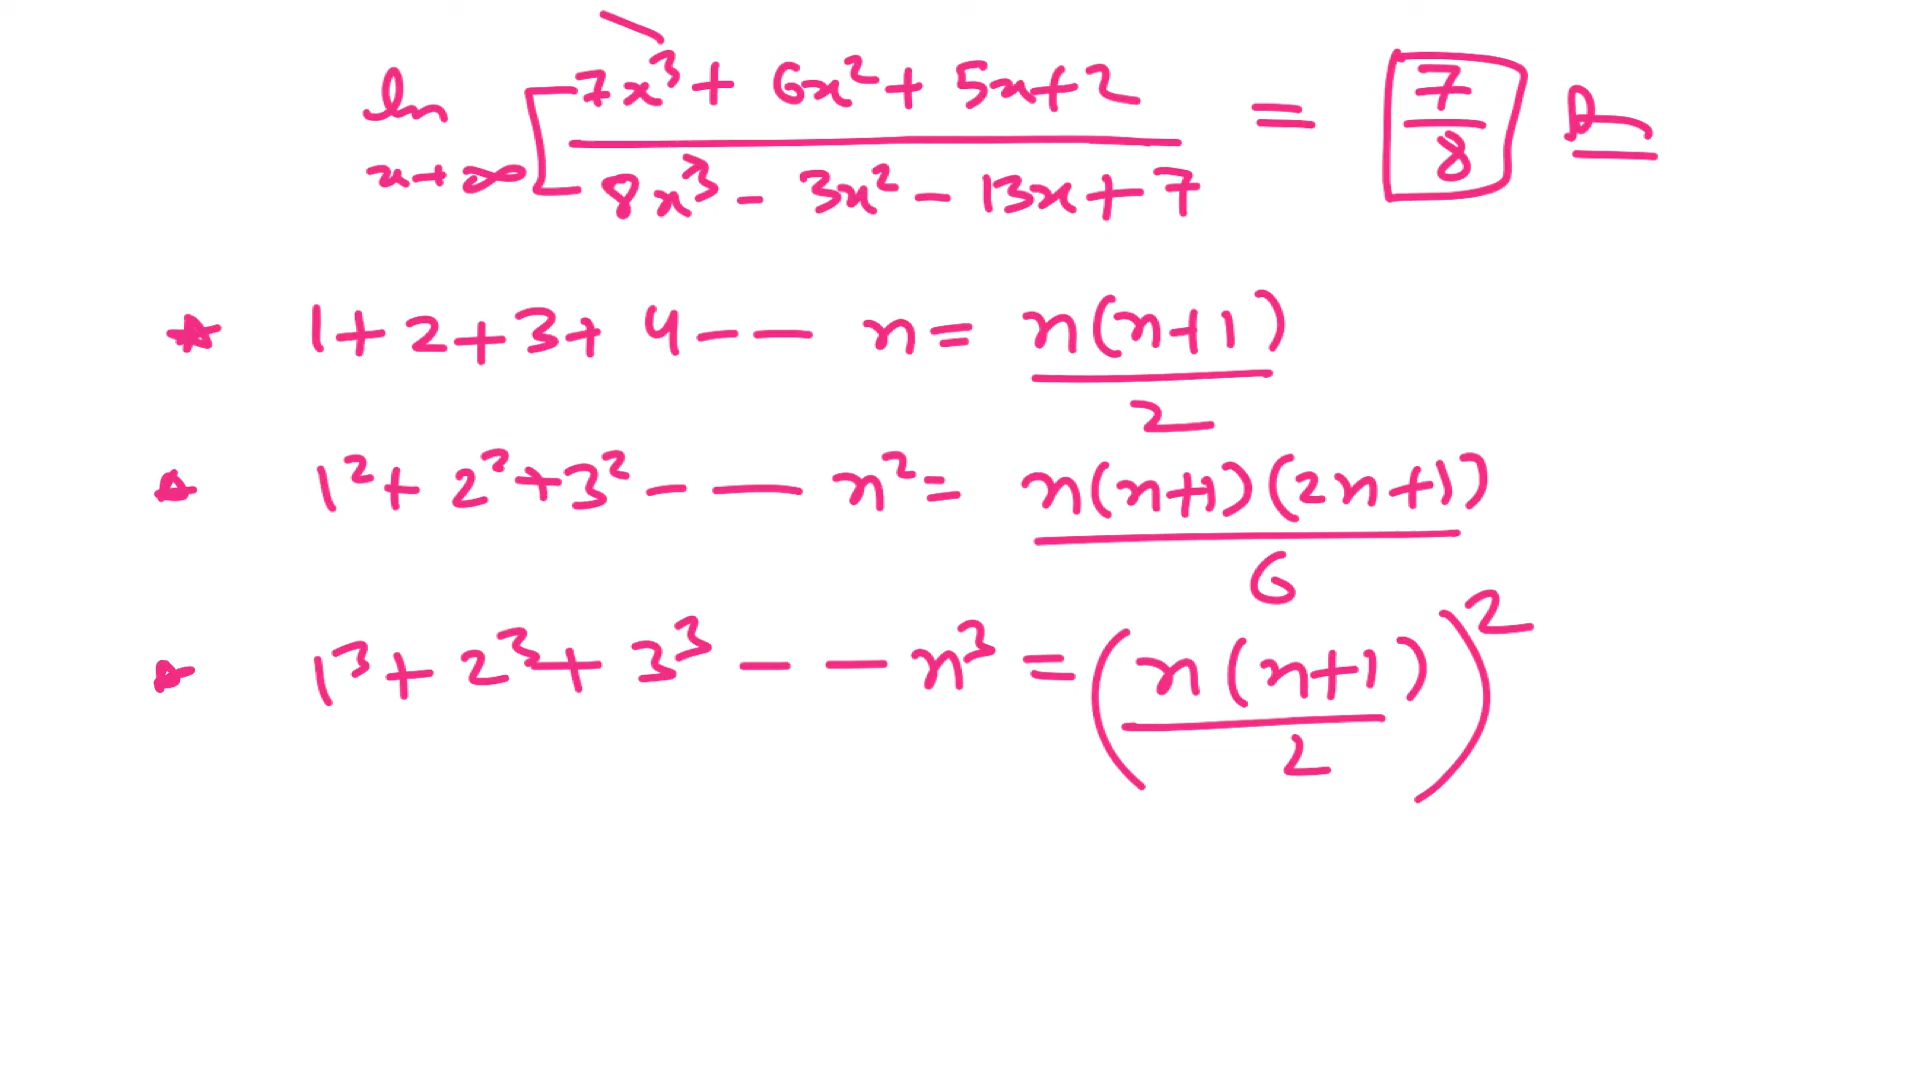 lim x→∞ [ (7x³ + 6x² + 5x + 2) / (8x³ - 3x² - 13x + 7) = 7/8
* 1 + 2 + 3 + 4 -- n = n(n+1) / 2
1² + 2² + 3² -- n² = n(n+1)(2n+1) / 6
1³ + 2³ + 3³ -- n³ = (n(n+1) / 2)²